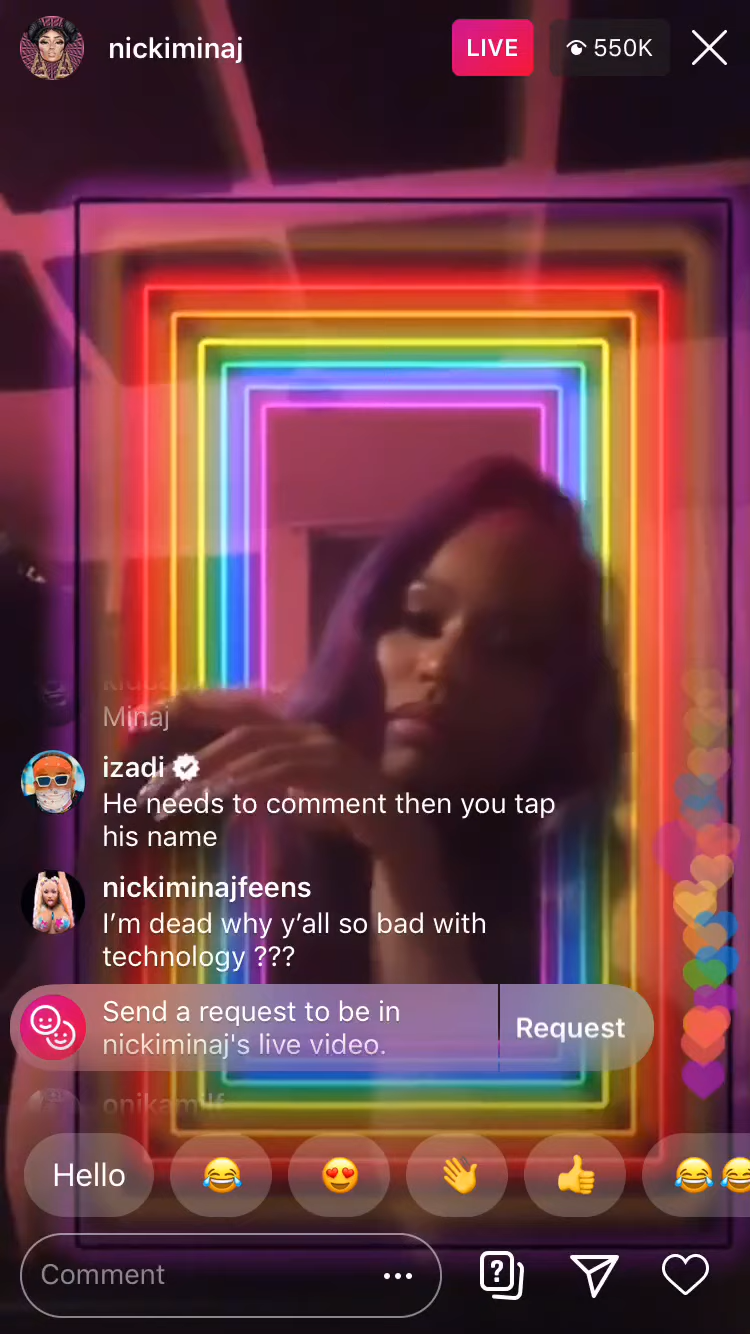 nickiminaj
LIVE
550K
Minaj
izadi
He needs to comment then you tap
his name
nickiminajfeens
I'm dead why y'all so bad with
technology ???
Send a request to be in
nickiminaj's live video.
Request
onikamilf
Hello
😂
😍
👋
👍
😂😂
Comment